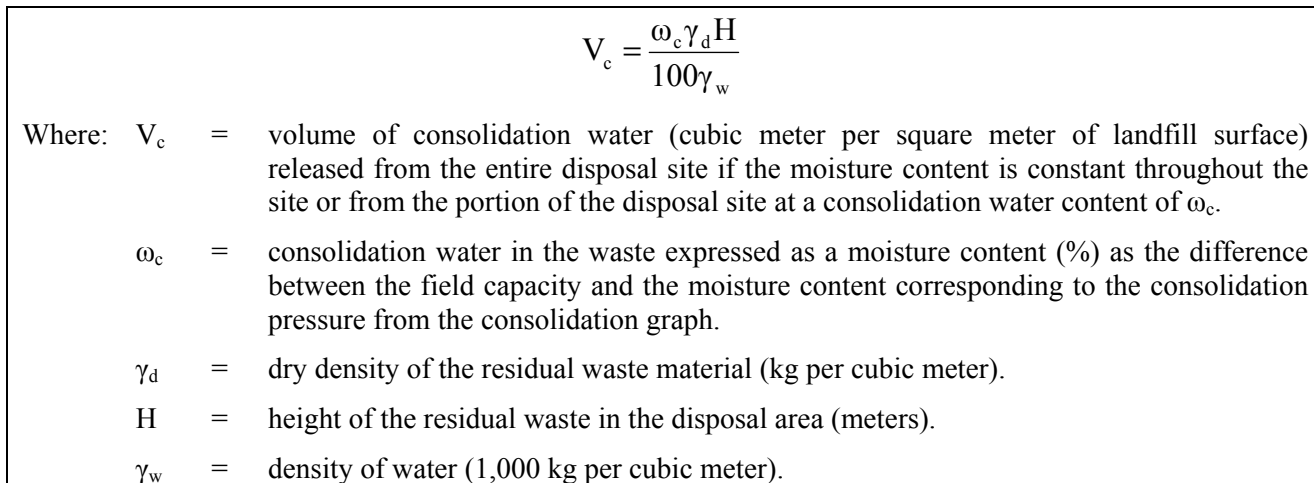 V_c = ω_c γ_d H / 100γ_w
Where: V_c = volume of consolidation water (cubic meter per square meter of landfill surface)
released from the entire disposal site if the moisture content is constant throughout the
site or from the portion of the disposal site at a consolidation water content of ω_c.
ω_c = consolidation water in the waste expressed as a moisture content (%) as the difference
between the field capacity and the moisture content corresponding to the consolidation
pressure from the consolidation graph.
γ_d = dry density of the residual waste material (kg per cubic meter).
H = height of the residual waste in the disposal area (meters).
γ_w = density of water (1,000 kg per cubic meter).